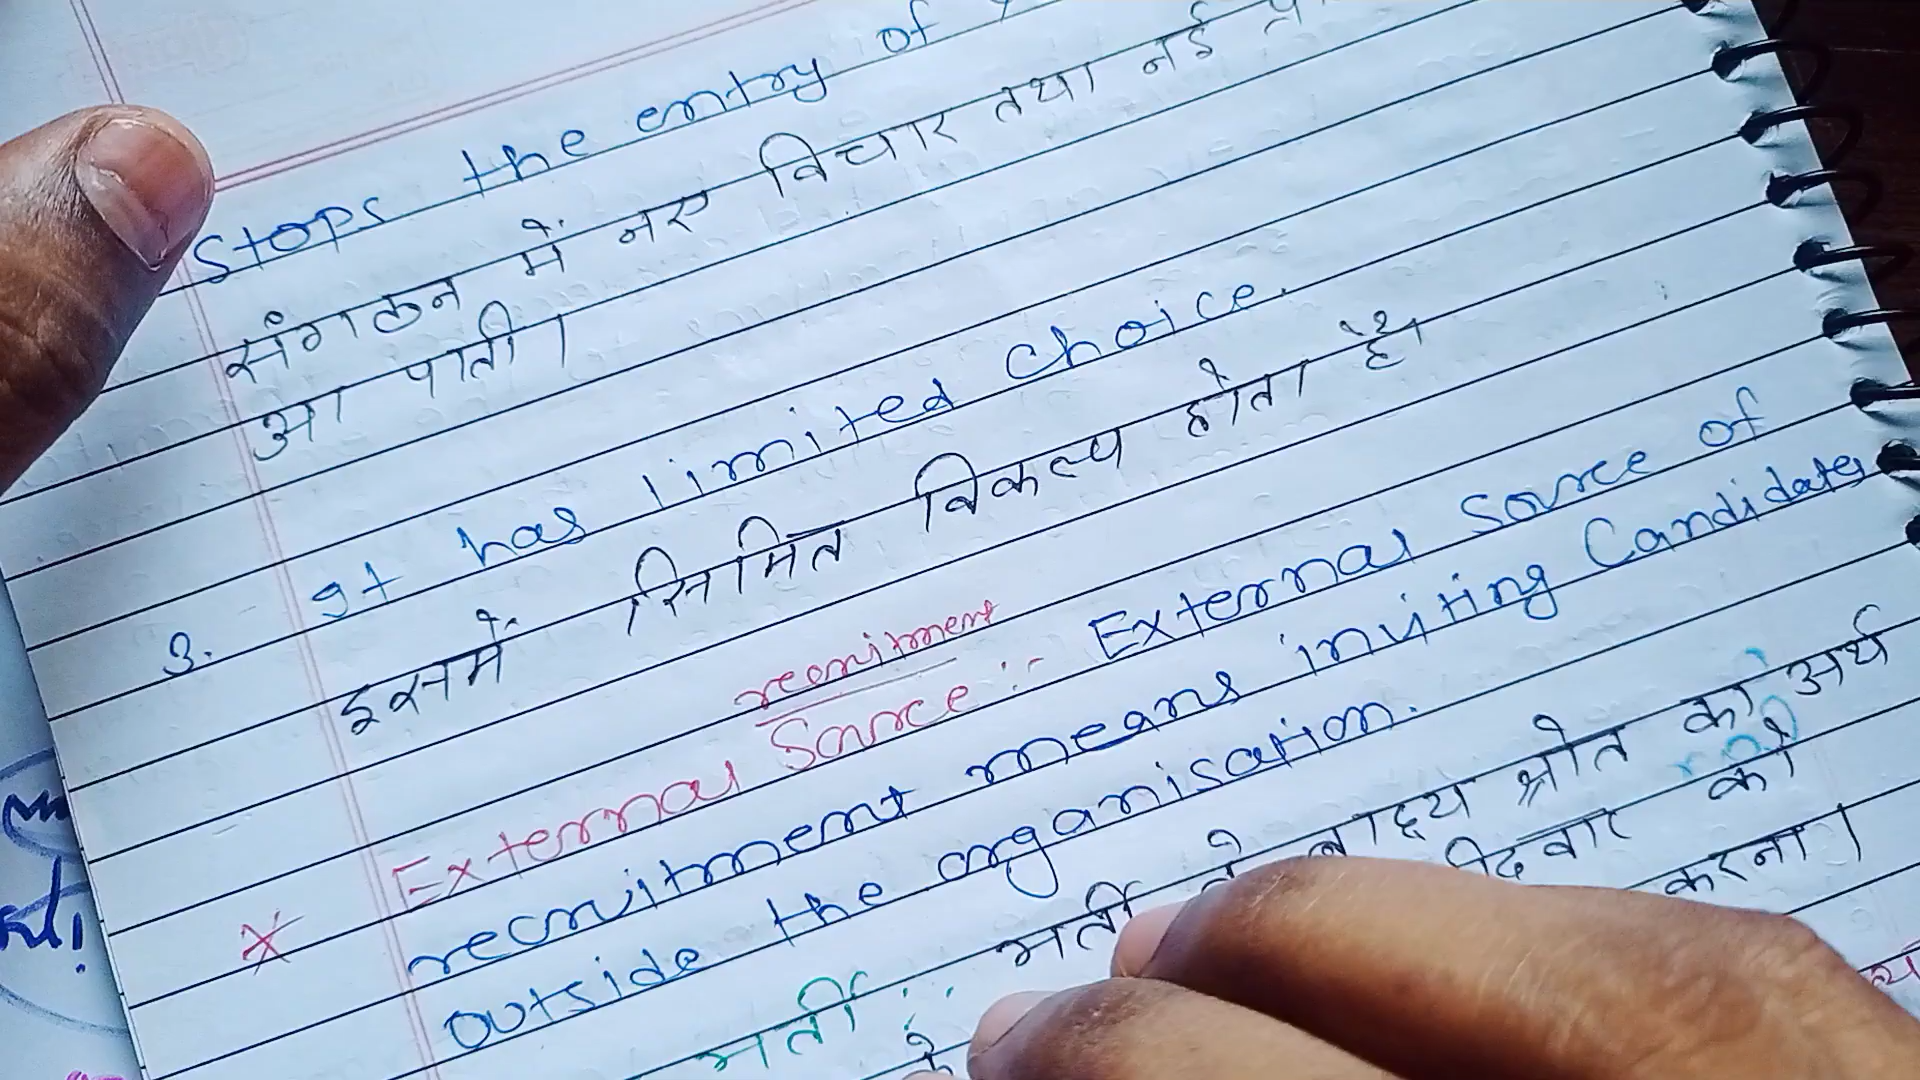 Stops the entry of
संगठन में नए विचार तथा नई
आ पाती।
3. It has limited choice.
इसमें सिमित विकल्प होता है।
recruitment
External Source :- External Source of
recruitment means inviting Candidates
outside the organisation.
भर्ती के बाह्य श्रोत का अर्थ
भर्ती को
के करना।